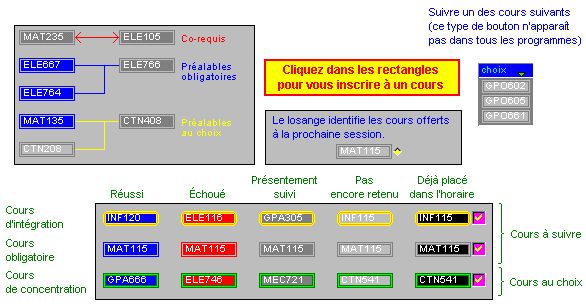 MAT235 ELE105 Co-requis
ELE667 ELE766 Préalables
obligatoires
ELE764
MAT135 CTN408 Préalables
au choix
CTN208
Cliquez dans les rectangles
pour vous inscrire à un cours
Le losange identifie les cours offerts
à la prochaine session.
MAT115
Suivre un des cours suivants
(ce type de bouton n'apparaît
pas dans tous les programmes)
choix
GPO602
GPO605
GPO661
Réussi Échoué Présentement
suivi Pas
encore retenu Déjà placé
dans l'horaire
Cours
d'intégration INF120 ELE116 GPA305 INF115 INF115
Cours
obligatoire MAT115 MAT115 MAT115 MAT115 MAT115
Cours à suivre
Cours
de concentration GPA666 ELE746 MEC721 CTN541 CTN541
Cours au choix